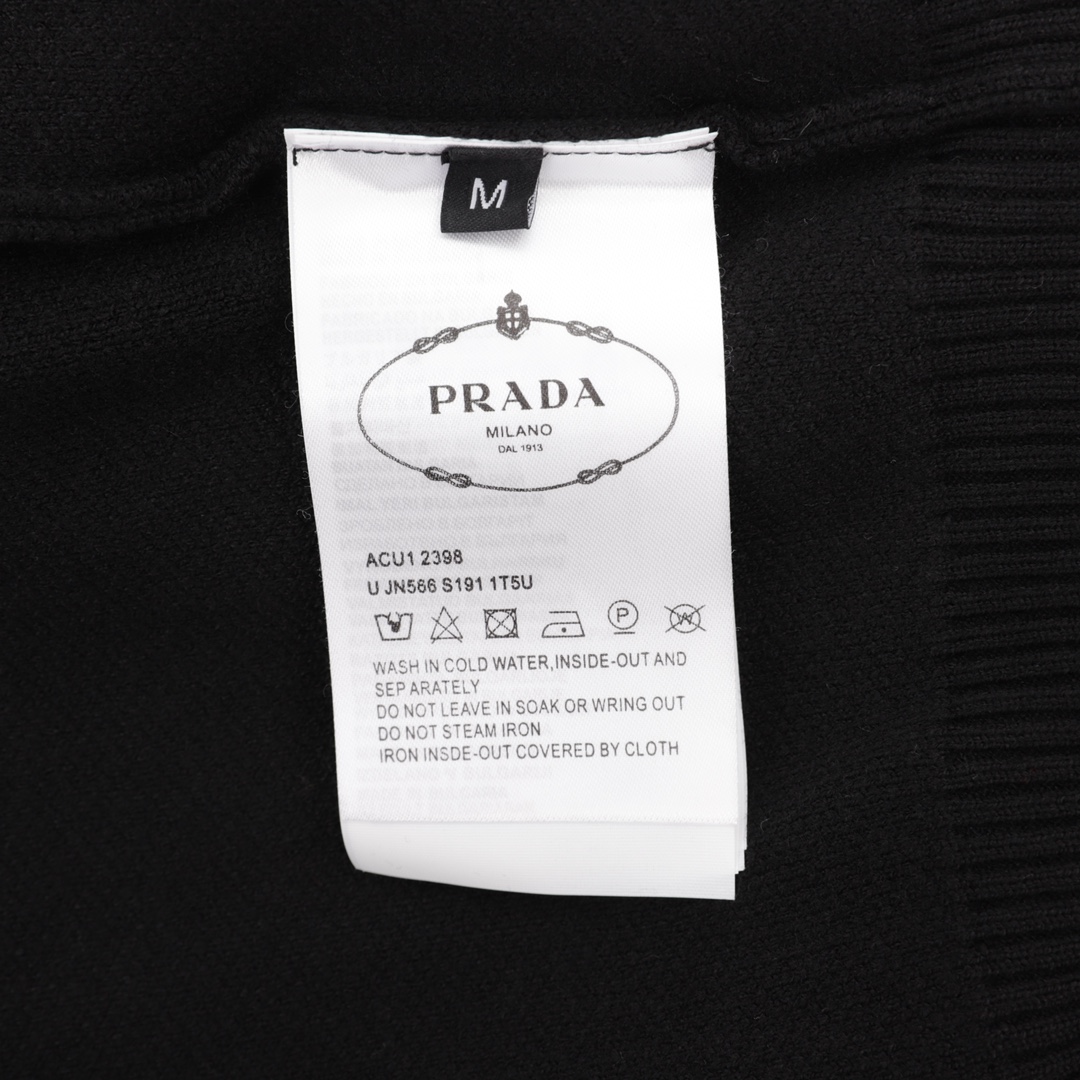 M
PRADA
MILANO
DAL 1913
ACU1 2398
U JN566 S191 1T5U
P
W
WASH IN COLD WATER,INSIDE-OUT AND
SEP ARATELY
DO NOT LEAVE IN SOAK OR WRING OUT
DO NOT STEAM IRON
IRON INSDE-OUT COVERED BY CLOTH